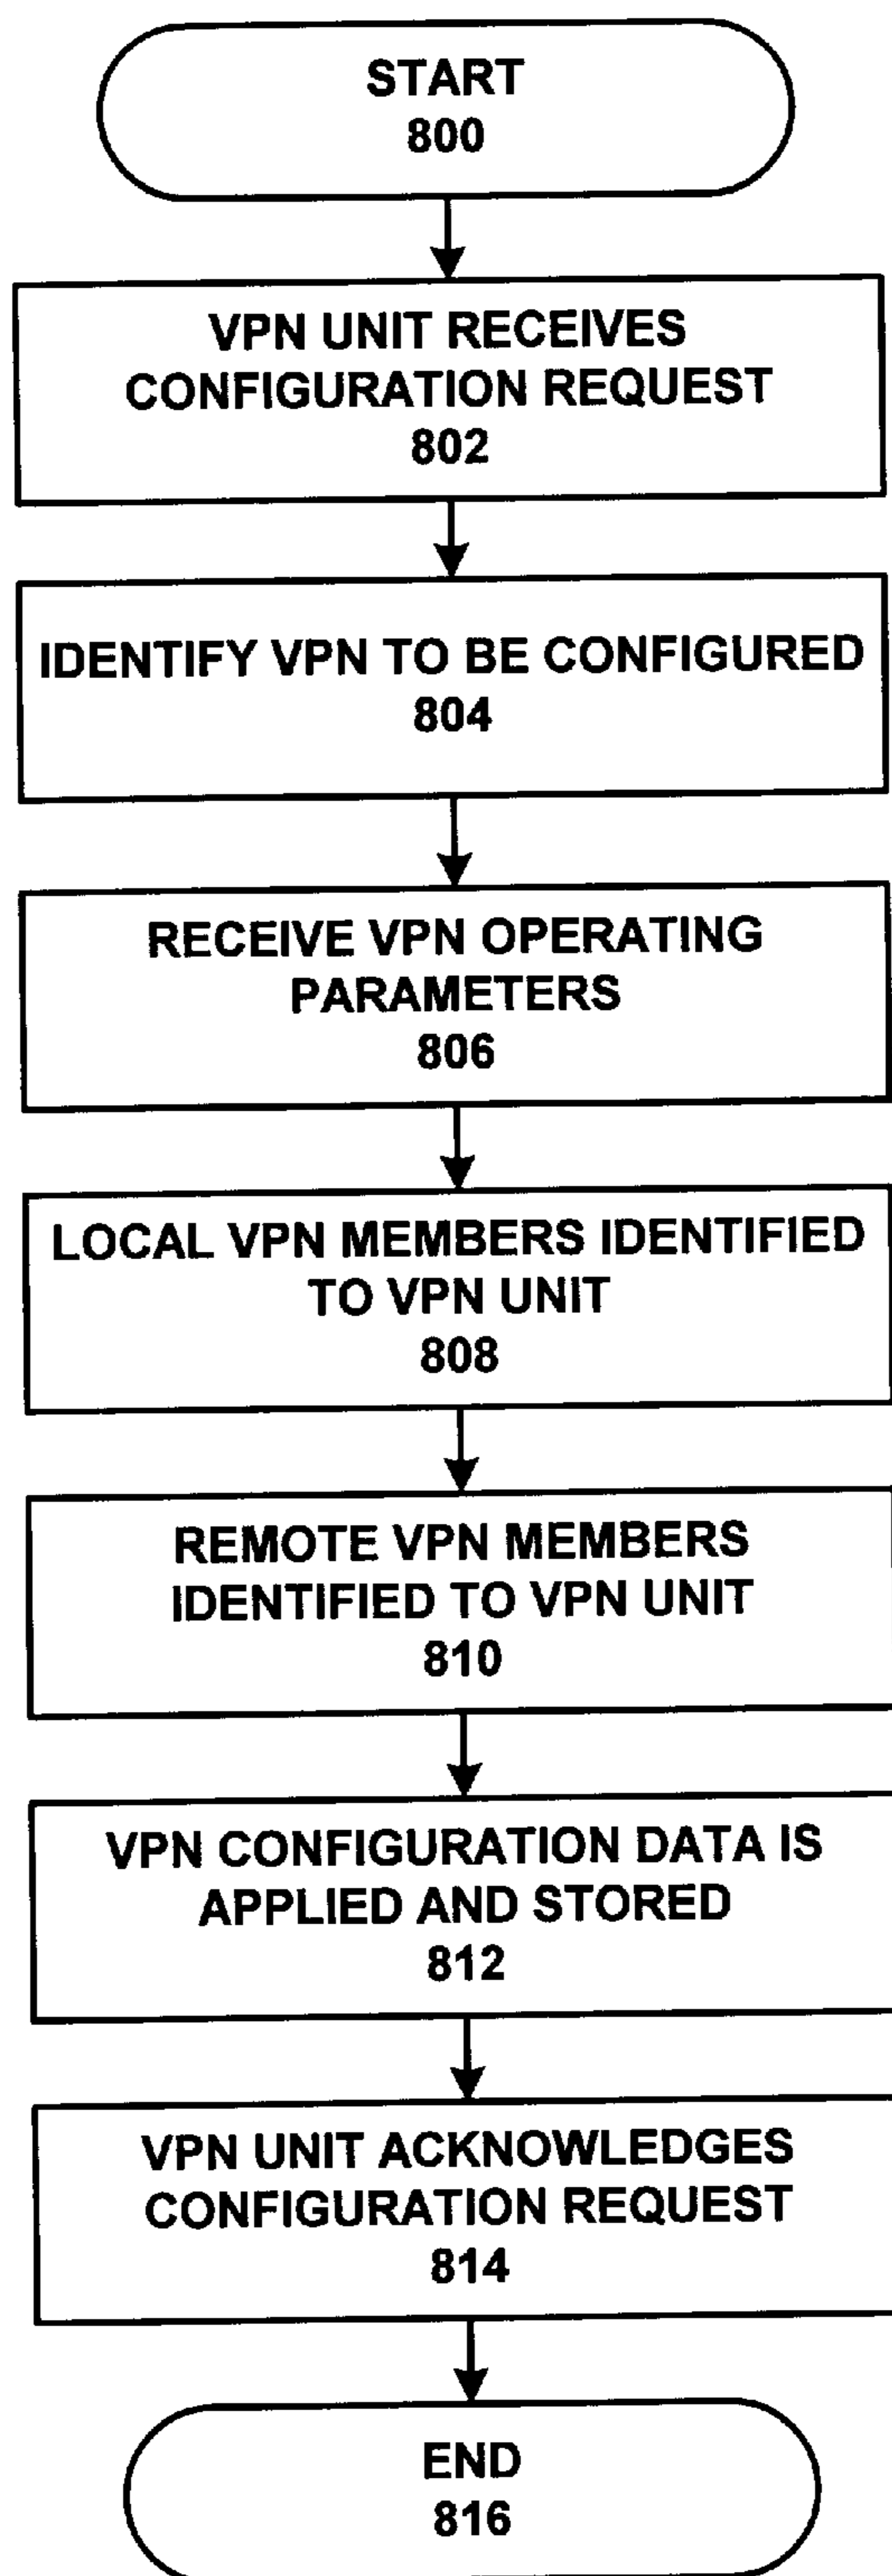 START
800
VPN UNIT RECEIVES
CONFIGURATION REQUEST
802
IDENTIFY VPN TO BE CONFIGURED
804
RECEIVE VPN OPERATING
PARAMETERS
806
LOCAL VPN MEMBERS IDENTIFIED
TO VPN UNIT
808
REMOTE VPN MEMBERS
IDENTIFIED TO VPN UNIT
810
VPN CONFIGURATION DATA IS
APPLIED AND STORED
812
VPN UNIT ACKNOWLEDGES
CONFIGURATION REQUEST
814
END
816